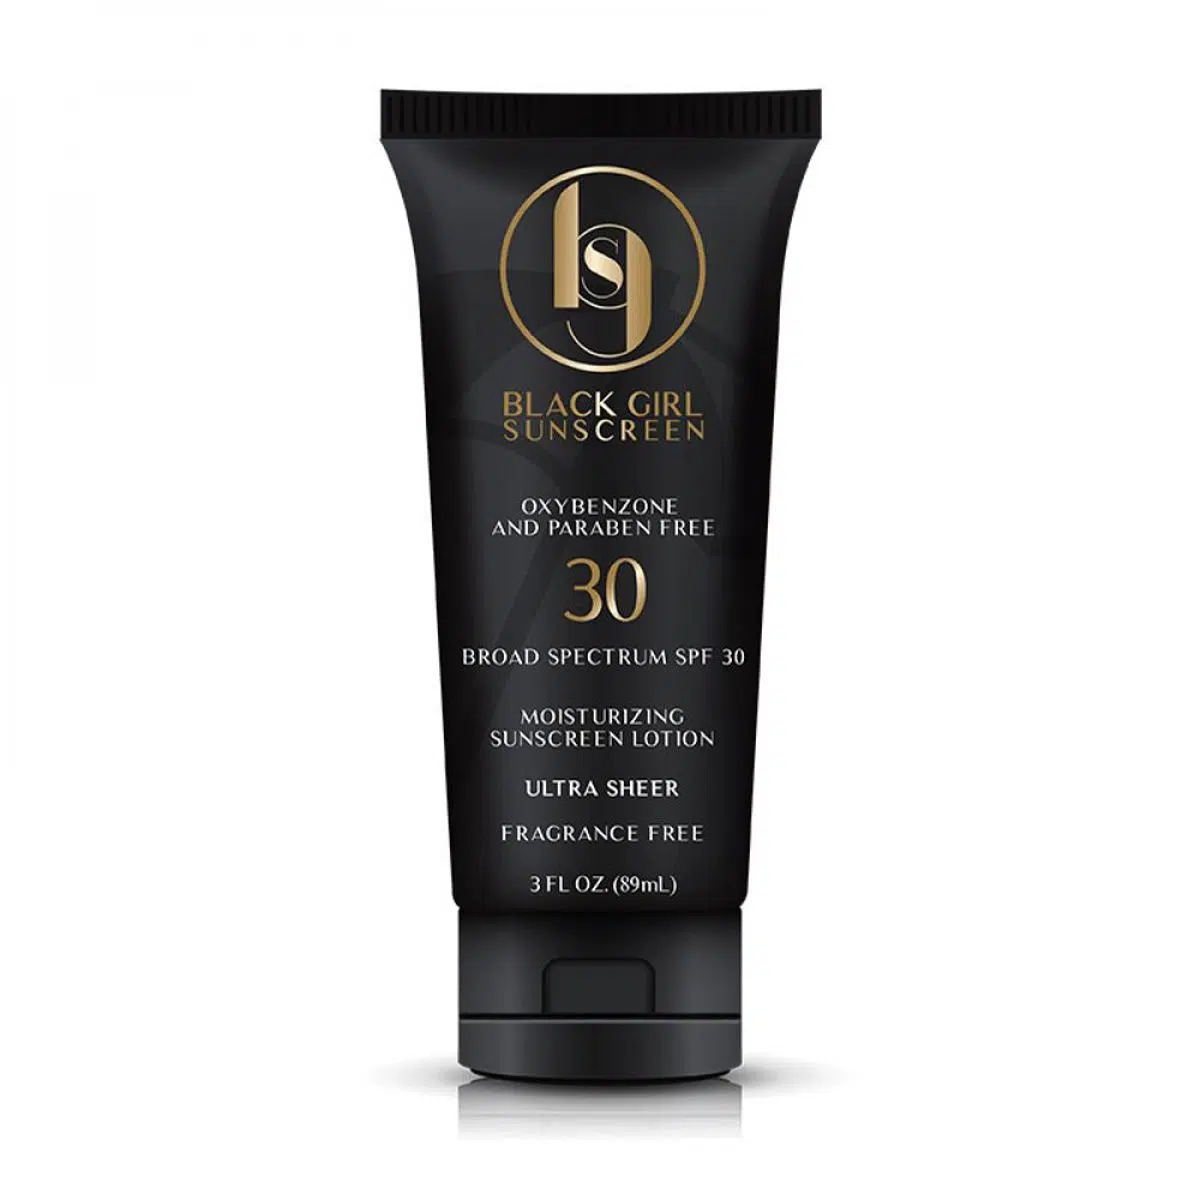 bsg
BLACK GIRL
SUNSCREEN
OXYBENZONE
AND PARABEN FREE
30
BROAD SPECTRUM SPF 30
MOISTURIZING
SUNSCREEN LOTION
ULTRA SHEER
FRAGRANCE FREE
3 FL OZ. (89mL)